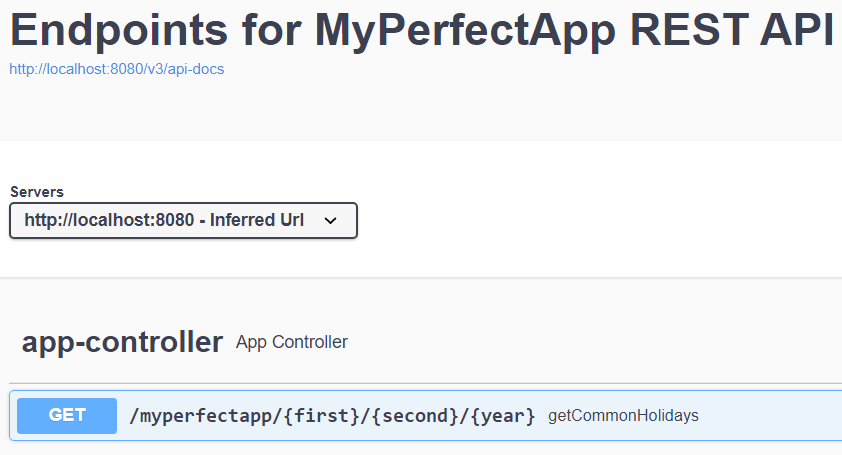 Endpoints for MyPerfectApp REST API
http://localhost:8080/v3/api-docs
Servers
http://localhost:8080 - Inferred Url
app-controller App Controller
GET /myperfectapp/{first}/{second}/{year} getCommonHolidays